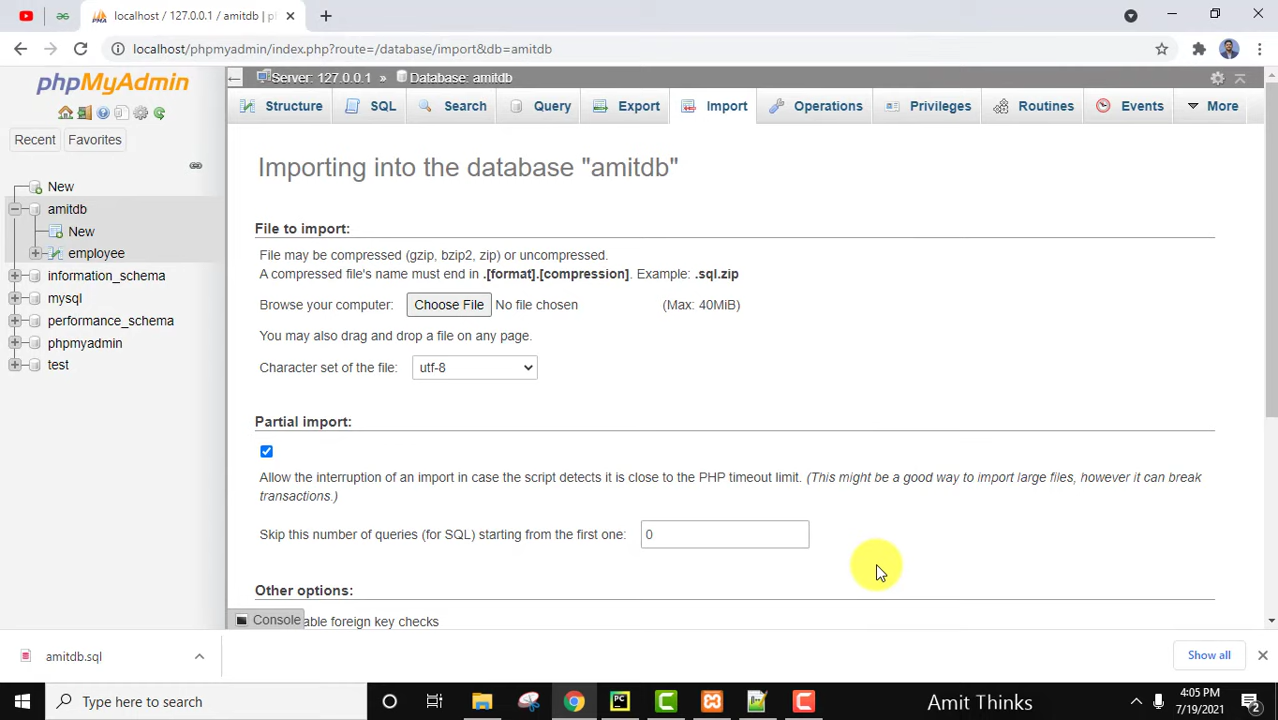 localhost / 127.0.0.1 / amitdb | p
localhost/phpmyadmin/index.php?route=/database/import&db=amitdb
phpMyAdmin
Server: 127.0.0.1 » Database: amitdb
Structure SQL Search Query Export Import Operations Privileges Routines Events More
Recent Favorites
New
amitdb
New
employee
information_schema
mysql
performance_schema
phpmyadmin
test
Importing into the database "amitdb"
File to import:
File may be compressed (gzip, bzip2, zip) or uncompressed.
A compressed file's name must end in .[format].[compression]. Example: .sql.zip
Browse your computer: Choose File No file chosen (Max: 40MiB)
You may also drag and drop a file on any page.
Character set of the file: utf-8
Partial import:
Allow the interruption of an import in case the script detects it is close to the PHP timeout limit. (This might be a good way to import large files, however it can break
transactions.)
Skip this number of queries (for SQL) starting from the first one: 0
Other options:
Console able foreign key checks
amitdb.sql
Show all
Type here to search
Amit Thinks
4:05 PM
7/19/2021
2